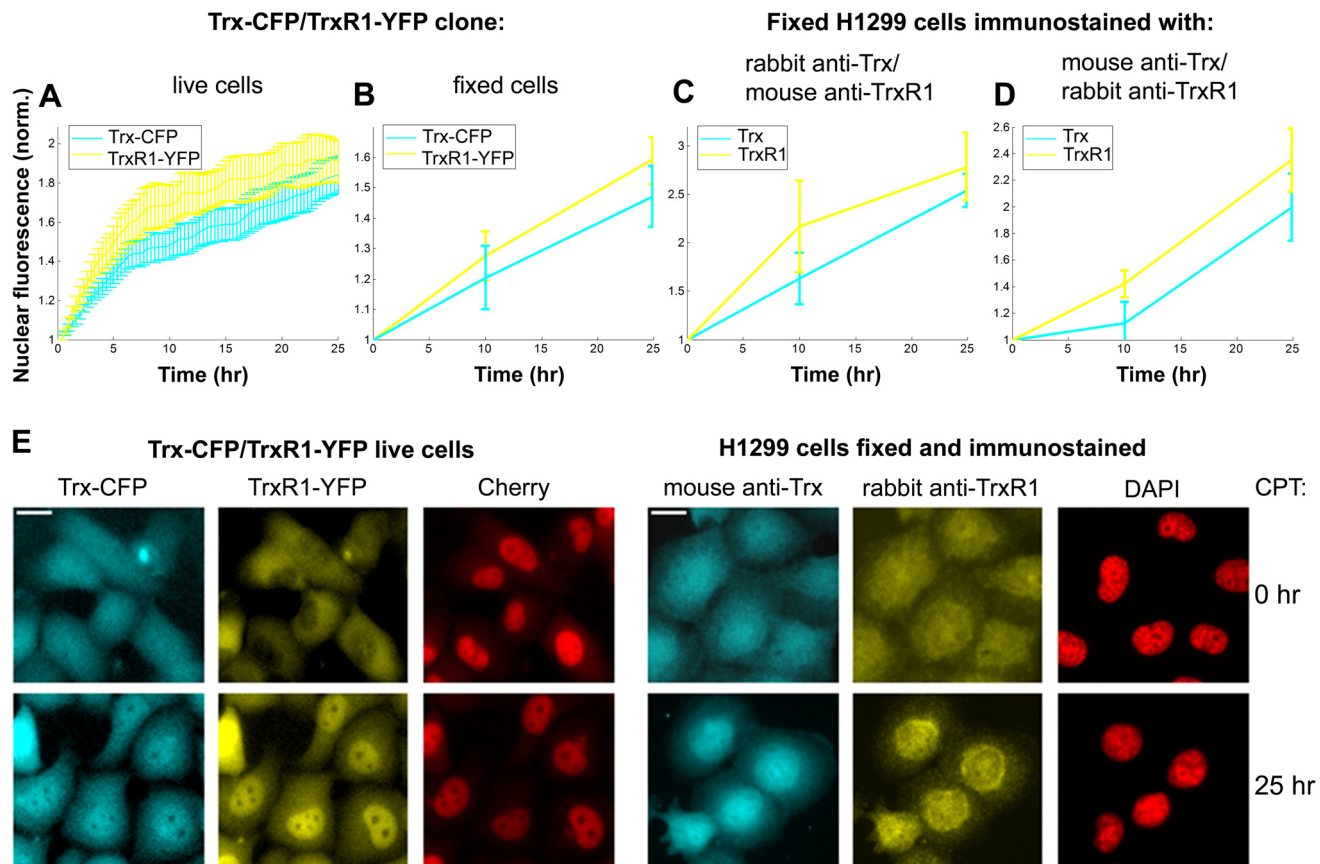 Trx-CFP/TrxR1-YFP clone:
Fixed H1299 cells immunostained with:
A
live cells
Nuclear fluorescence (norm.)
Trx-CFP
TrxR1-YFP
2
1.8
1.6
1.4
1.2
1
0 5 10 15 20 25
Time (hr)
B
fixed cells
Trx-CFP
TrxR1-YFP
1.6
1.5
1.4
1.3
1.2
1.1
1
0 5 10 15 20 25
Time (hr)
C
rabbit anti-Trx/
mouse anti-TrxR1
Trx
TrxR1
3
2.5
2
1.5
1
0 5 10 15 20 25
Time (hr)
D
mouse anti-Trx/
rabbit anti-TrxR1
Trx
TrxR1
2.6
2.4
2.2
2
1.8
1.6
1.4
1.2
1
0 5 10 15 20 25
Time (hr)
E
Trx-CFP/TrxR1-YFP live cells
H1299 cells fixed and immunostained
Trx-CFP TrxR1-YFP Cherry mouse anti-Trx rabbit anti-TrxR1 DAPI CPT:
0 hr
25 hr